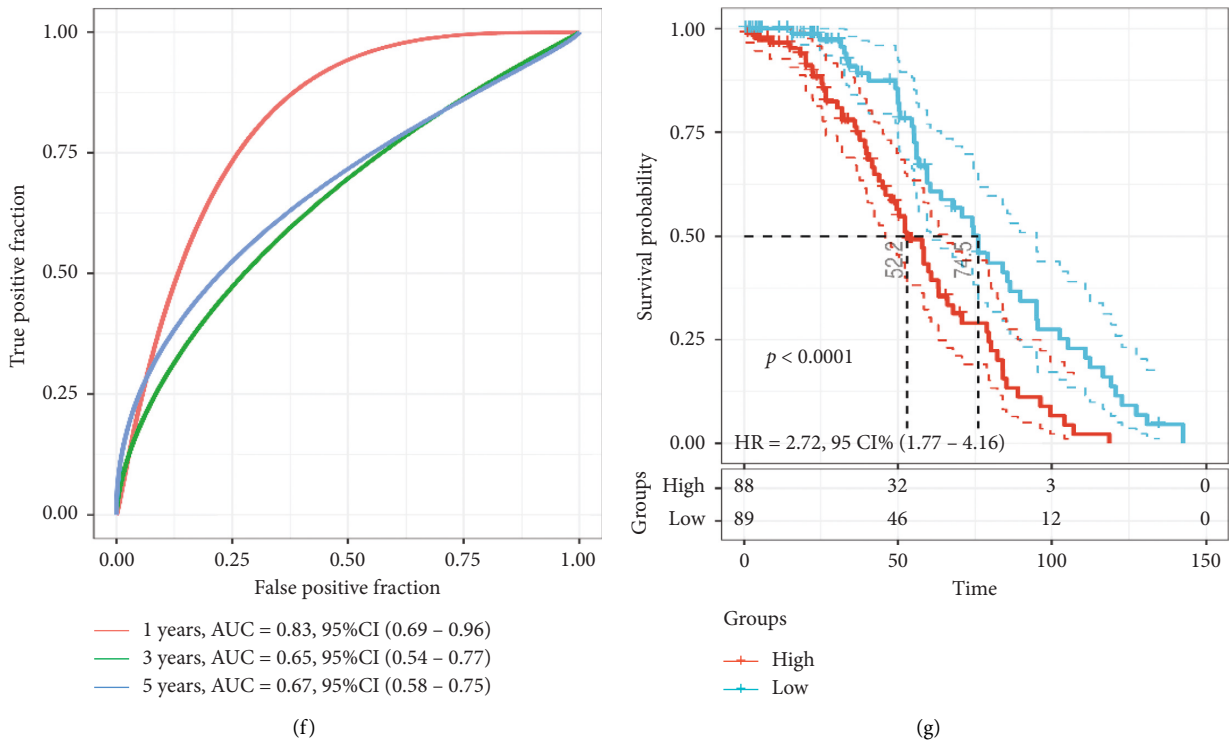 1.00
0.75
0.50
0.25
0.00
True positive fraction
0.00 0.25 0.50 0.75 1.00
False positive fraction
1 years, AUC = 0.83, 95%CI (0.69 – 0.96)
3 years, AUC = 0.65, 95%CI (0.54 – 0.77)
5 years, AUC = 0.67, 95%CI (0.58 – 0.75)
(f)
1.00
0.75
0.50
0.25
0.00
Survival probability
52.2
74.5
p < 0.0001
HR = 2.72, 95 CI% (1.77 – 4.16)
Groups
High 88 32 3 0
Low 89 46 12 0
0 50 100 150
Time
Groups
High
Low
(g)